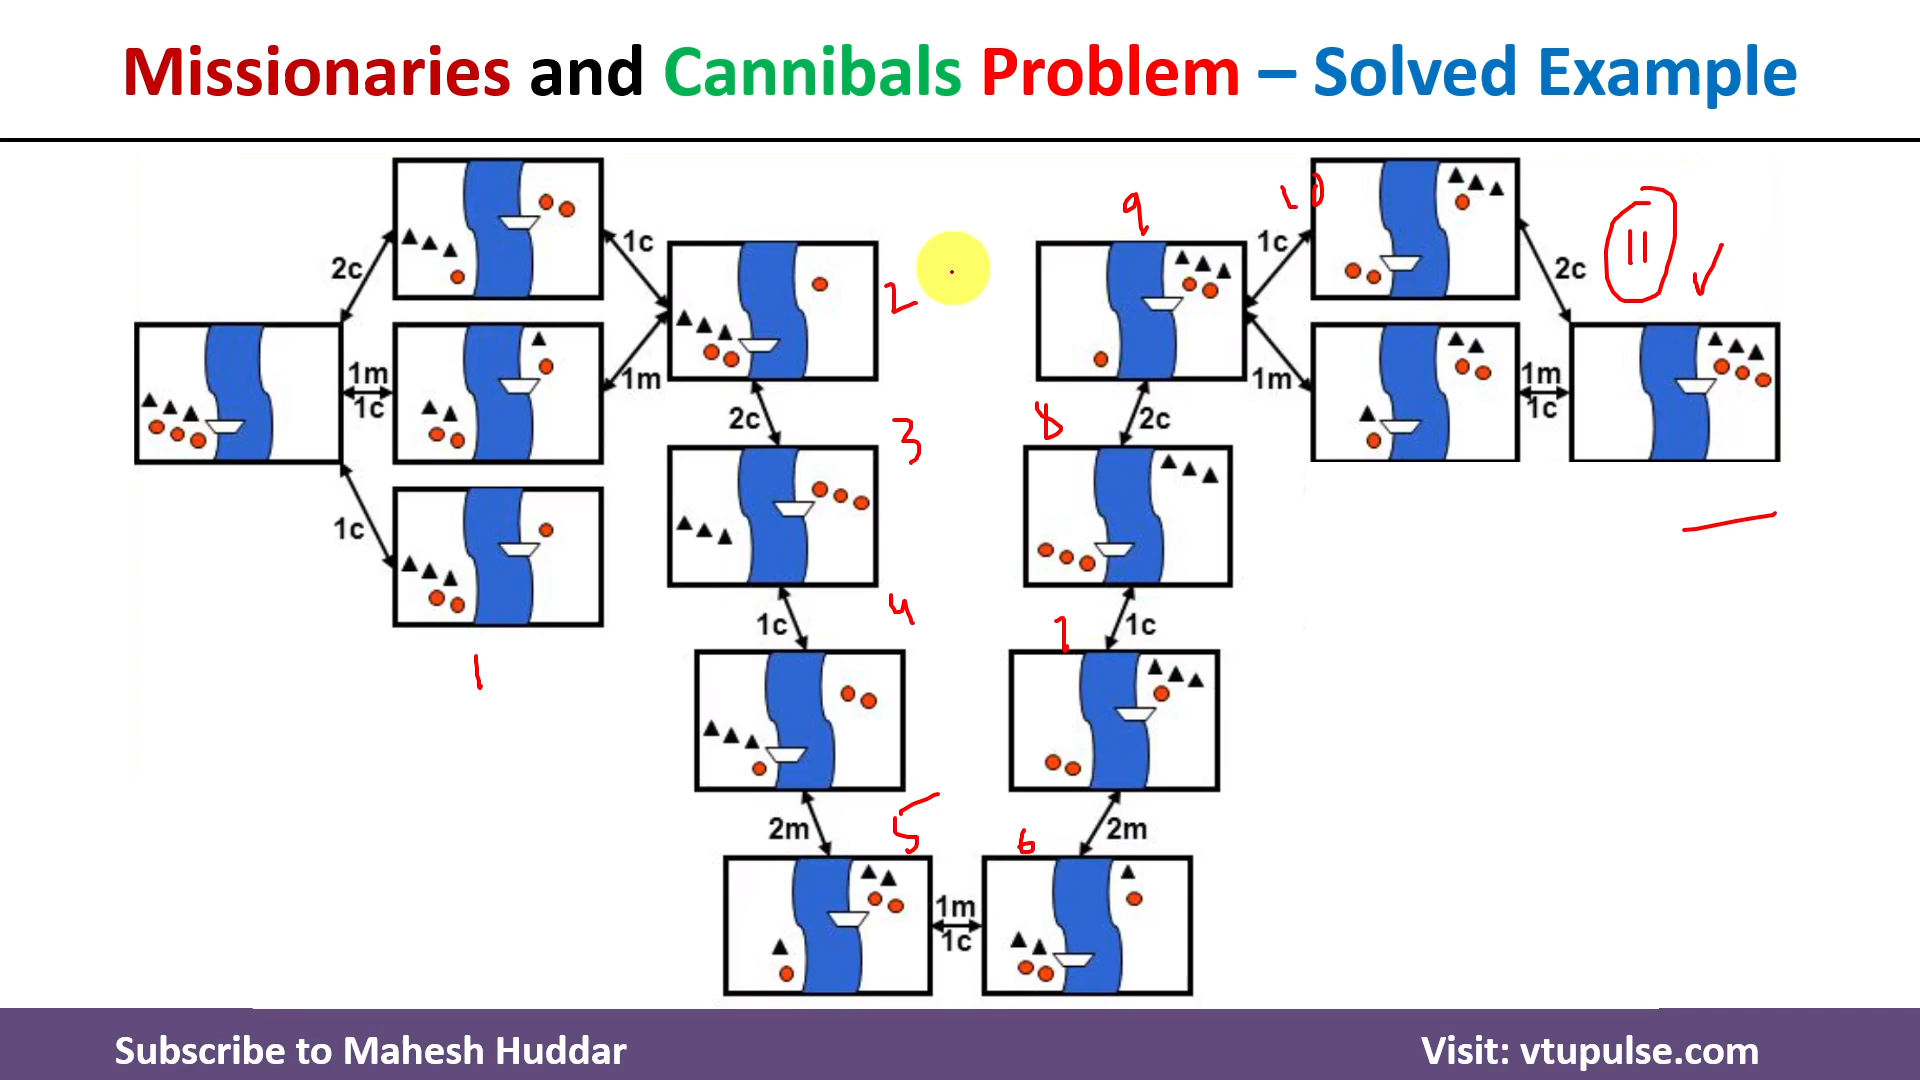 Missionaries and Cannibals Problem – Solved Example
9
10
1c
1c
2c
11
2c
2
1m
1c
1m
1m
1m
1c
2c
3
8
2c
1c
1
1c
4
7
1c
2m
5
6
2m
1m
1c
Subscribe to Mahesh Huddar
Visit: vtupulse.com